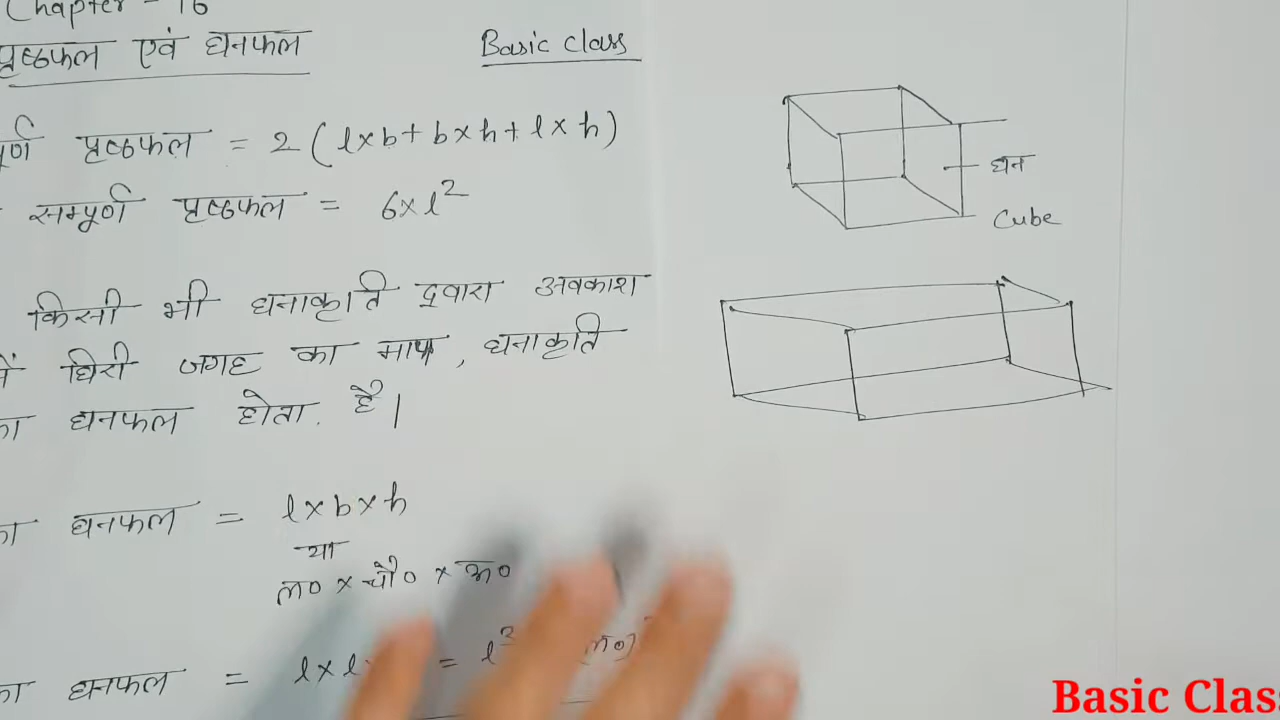 Chapter - 16
पृष्ठफल एवं घनफल
Basic class
पृष्ठफल = 2 (l×b + b×h + l×h)
सम्पूर्ण पृष्ठफल = 6×l²
घन
Cube
किसी भी घनाकृति द्वारा अवकाश
में घिरी जगह का माप, घनाकृति
का घनफल होता है।
का घनफल = l×b×h
या
ल० × चौ० × ऊ०
का घनफल = l×l
Basic Clas